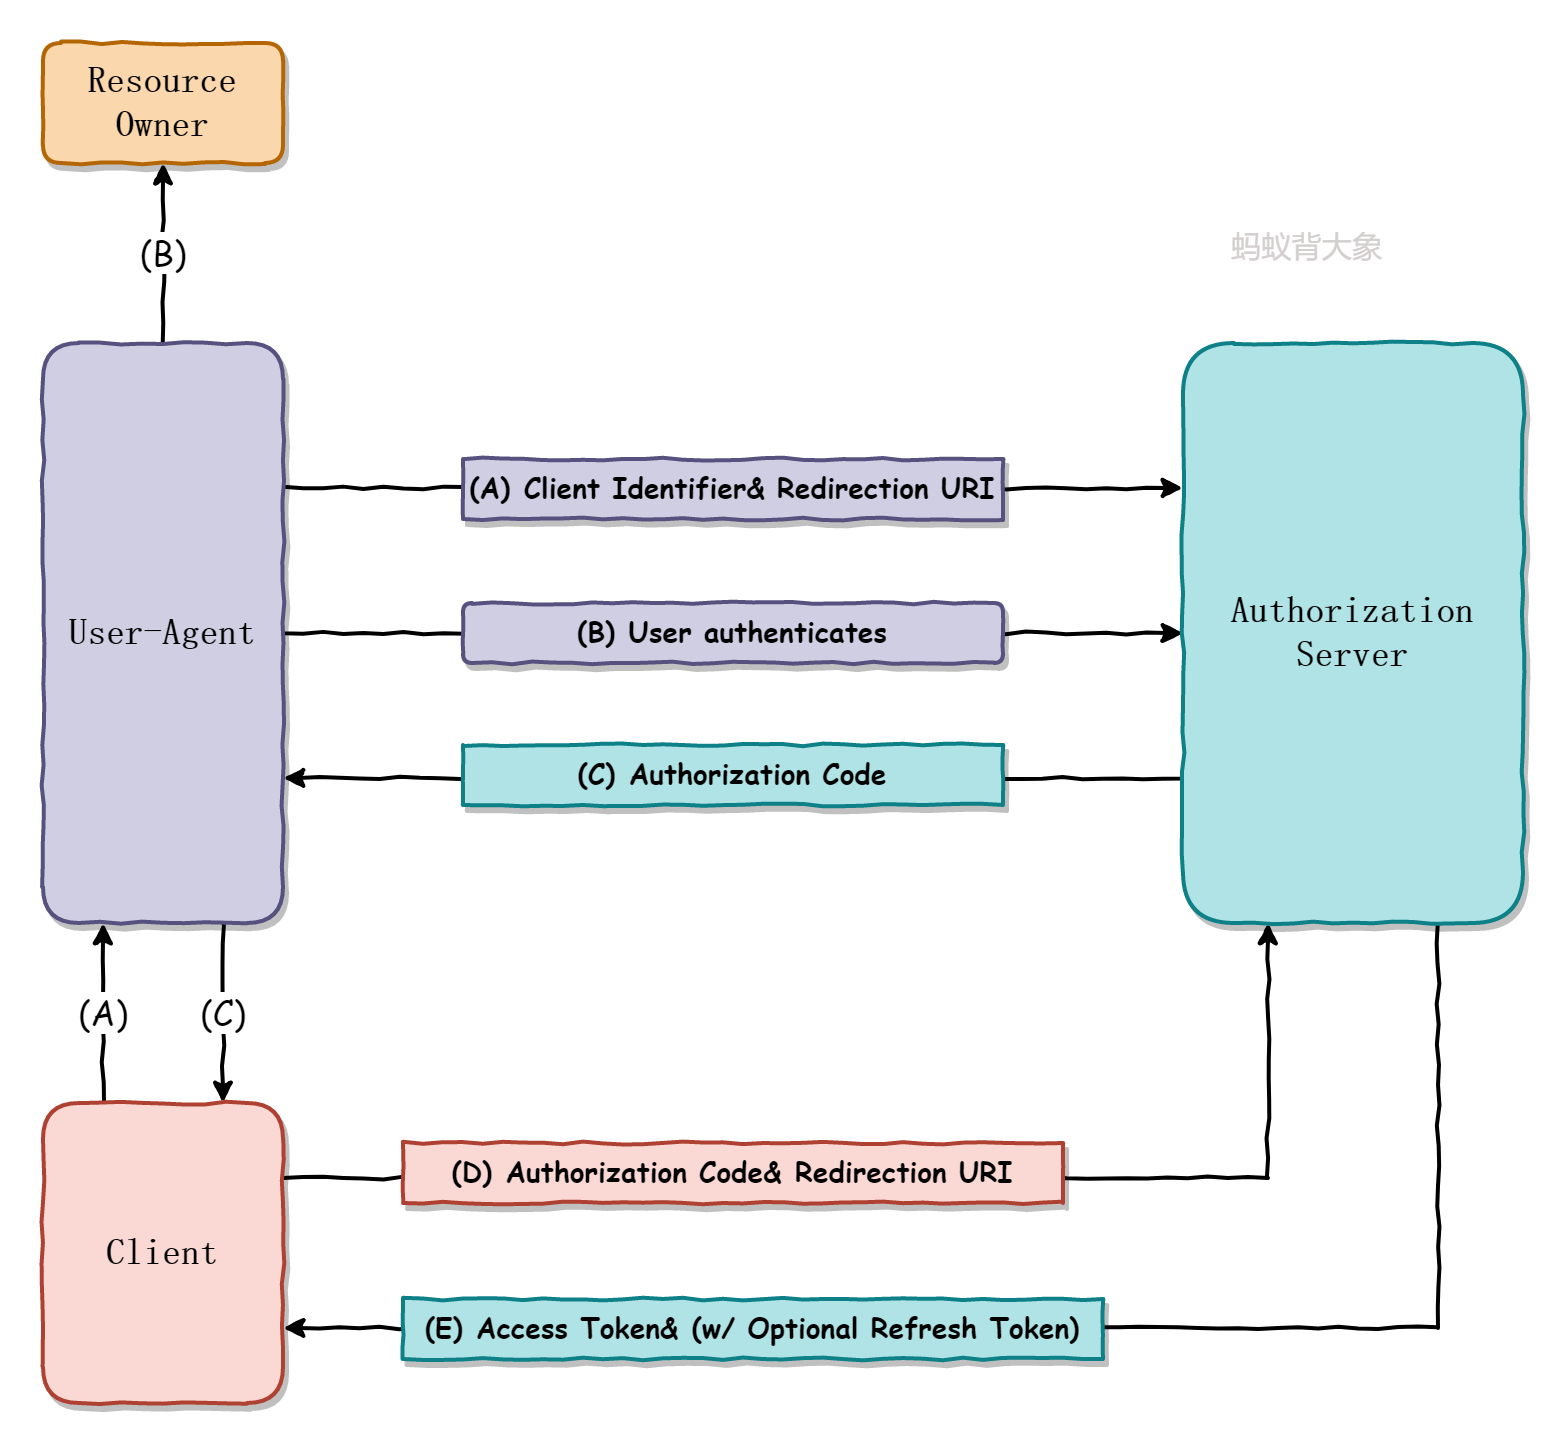 Resource
Owner
(B)
蚂蚁背大象
(A) Client Identifier& Redirection URI
User-Agent
(B) User authenticates
Authorization
Server
(C) Authorization Code
(A)
(C)
(D) Authorization Code& Redirection URI
Client
(E) Access Token& (w/ Optional Refresh Token)